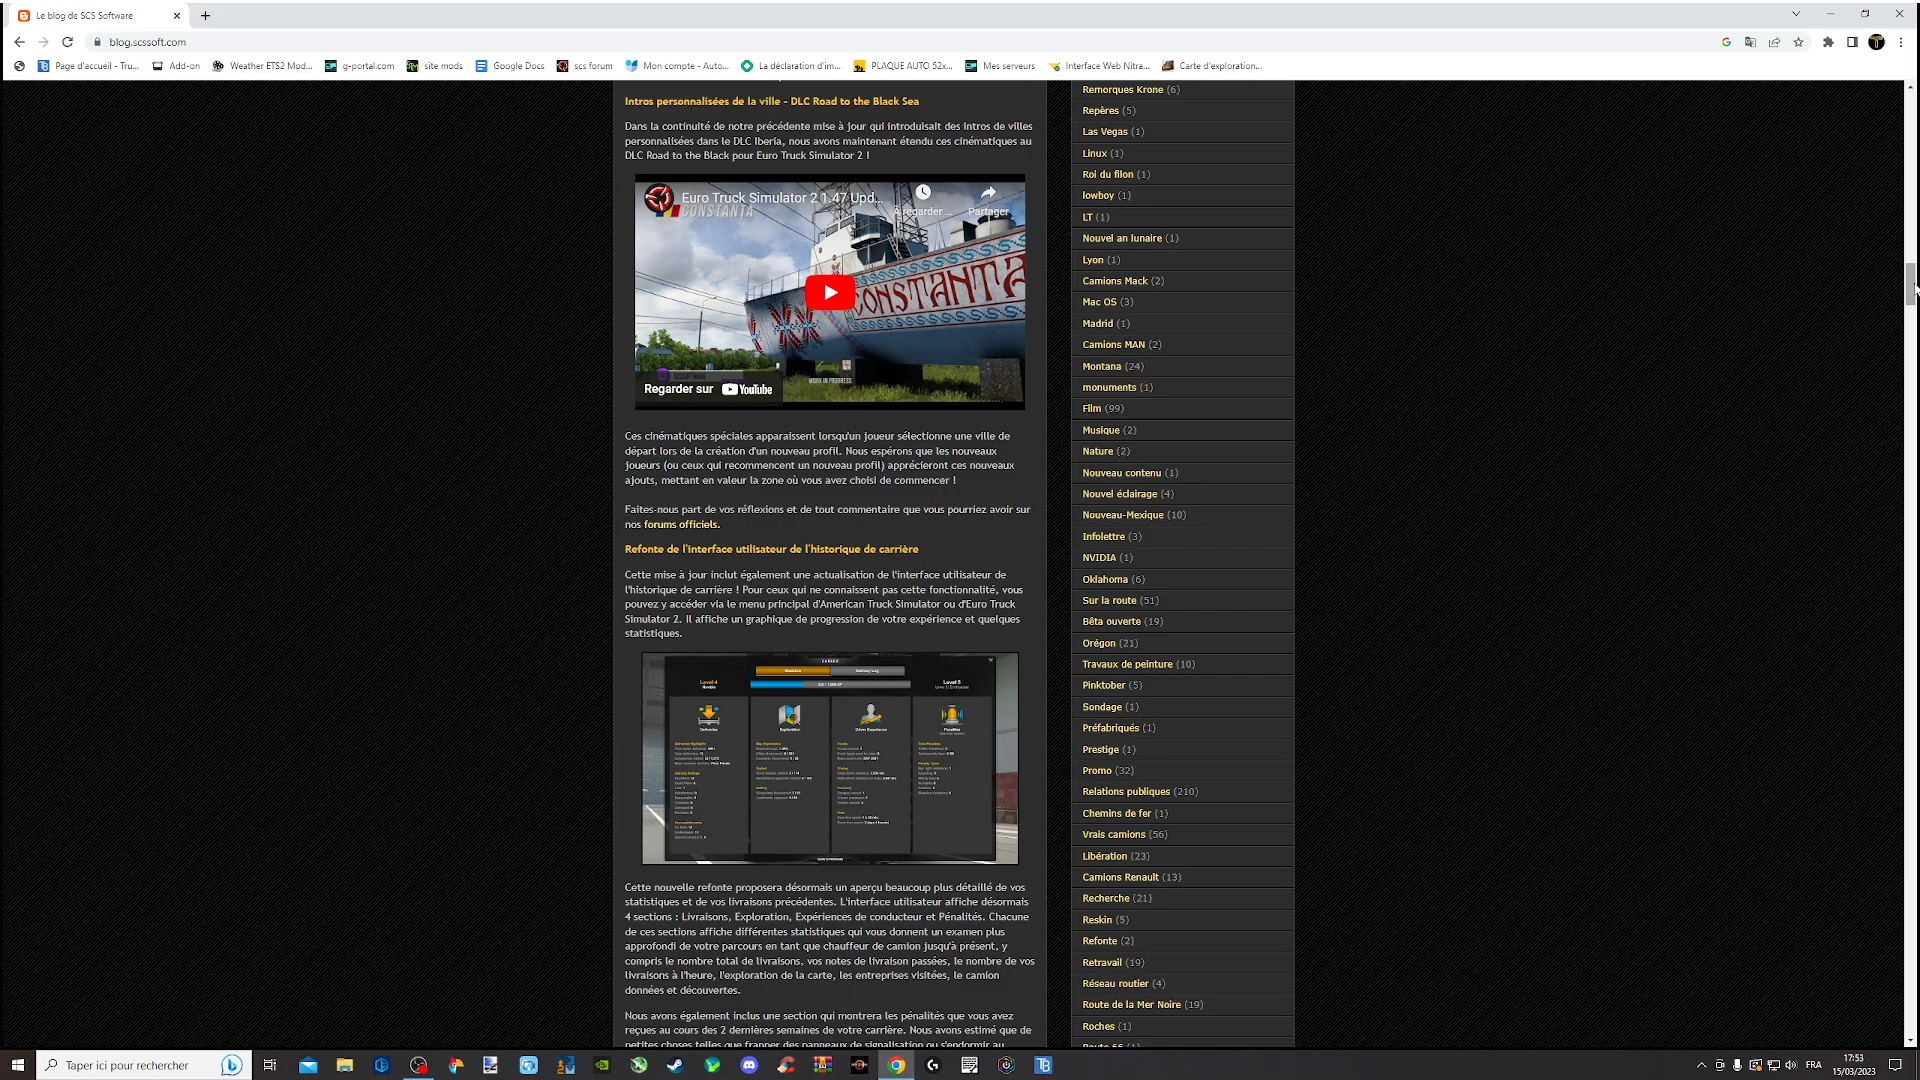 Le blog de SCS Software
blog.scssoft.com
Page d'accueil - Tru...
Add-on
Weather ETS2 Mod...
g-portal.com
site mods
Google Docs
scs forum
Mon compte - Auto...
La déclaration d'im...
PLAQUE AUTO 52x...
Mes serveurs
Interface Web Nitra...
Carte d'exploration...
Intros personnalisées de la ville - DLC Road to the Black Sea
Dans la continuité de notre précédente mise à jour qui introduisait des intros de villes
personnalisées dans le DLC Iberia, nous avons maintenant étendu ces cinématiques au
DLC Road to the Black pour Euro Truck Simulator 2 !
Euro Truck Simulator 2 1.47 Upd...
CONSTANTA
À regarder ...
Partager
CONSTANTA
WORK IN PROGRESS
Regarder sur YouTube
Ces cinématiques spéciales apparaissent lorsqu'un joueur sélectionne une ville de
départ lors de la création d'un nouveau profil. Nous espérons que les nouveaux
joueurs (ou ceux qui recommencent un nouveau profil) apprécieront ces nouveaux
ajouts, mettant en valeur la zone où vous avez choisi de commencer !
Faites-nous part de vos réflexions et de tout commentaire que vous pourriez avoir sur
nos forums officiels.
Refonte de l'interface utilisateur de l'historique de carrière
Cette mise à jour inclut également une actualisation de l'interface utilisateur de
l'historique de carrière ! Pour ceux qui ne connaissent pas cette fonctionnalité, vous
pouvez y accéder via le menu principal d'American Truck Simulator ou d'Euro Truck
Simulator 2. Il affiche un graphique de progression de votre expérience et quelques
statistiques.
CAREER
Statistics
Delivery Log
Level 4
Newbie
Level 5
Deliveries
Exploration
Driver Experience
Penalties
Cette nouvelle refonte proposera désormais un aperçu beaucoup plus détaillé de vos
statistiques et de vos livraisons précédentes. L'interface utilisateur affiche désormais
4 sections : Livraisons, Exploration, Expériences de conducteur et Pénalités. Chacune
de ces sections affiche différentes statistiques qui vous donnent un examen plus
approfondi de votre parcours en tant que chauffeur de camion jusqu'à présent, y
compris le nombre total de livraisons, vos notes de livraison passées, le nombre de vos
livraisons à l'heure, l'exploration de la carte, les entreprises visitées, le camion
données et découvertes.
Nous avons également inclus une section qui montrera les pénalités que vous avez
reçues au cours des 2 dernières semaines de votre carrière. Nous avons estimé que de
petites choses telles que frapper des panneaux de signalisation ou s'endormir au
Remorques Krone (6)
Repères (5)
Las Vegas (1)
Linux (1)
Roi du filon (1)
lowboy (1)
LT (1)
Nouvel an lunaire (1)
Lyon (1)
Camions Mack (2)
Mac OS (3)
Madrid (1)
Camions MAN (2)
Montana (24)
monuments (1)
Film (99)
Musique (2)
Nature (2)
Nouveau contenu (1)
Nouvel éclairage (4)
Nouveau-Mexique (10)
Infolettre (3)
NVIDIA (1)
Oklahoma (6)
Sur la route (51)
Bêta ouverte (19)
Orégon (21)
Travaux de peinture (10)
Pinktober (5)
Sondage (1)
Préfabriqués (1)
Prestige (1)
Promo (32)
Relations publiques (210)
Chemins de fer (1)
Vrais camions (56)
Libération (23)
Camions Renault (13)
Recherche (21)
Reskin (5)
Refonte (2)
Retravail (19)
Réseau routier (4)
Route de la Mer Noire (19)
Roches (1)
Route 66 (1)
Taper ici pour rechercher
FRA
17:53
15/03/2023